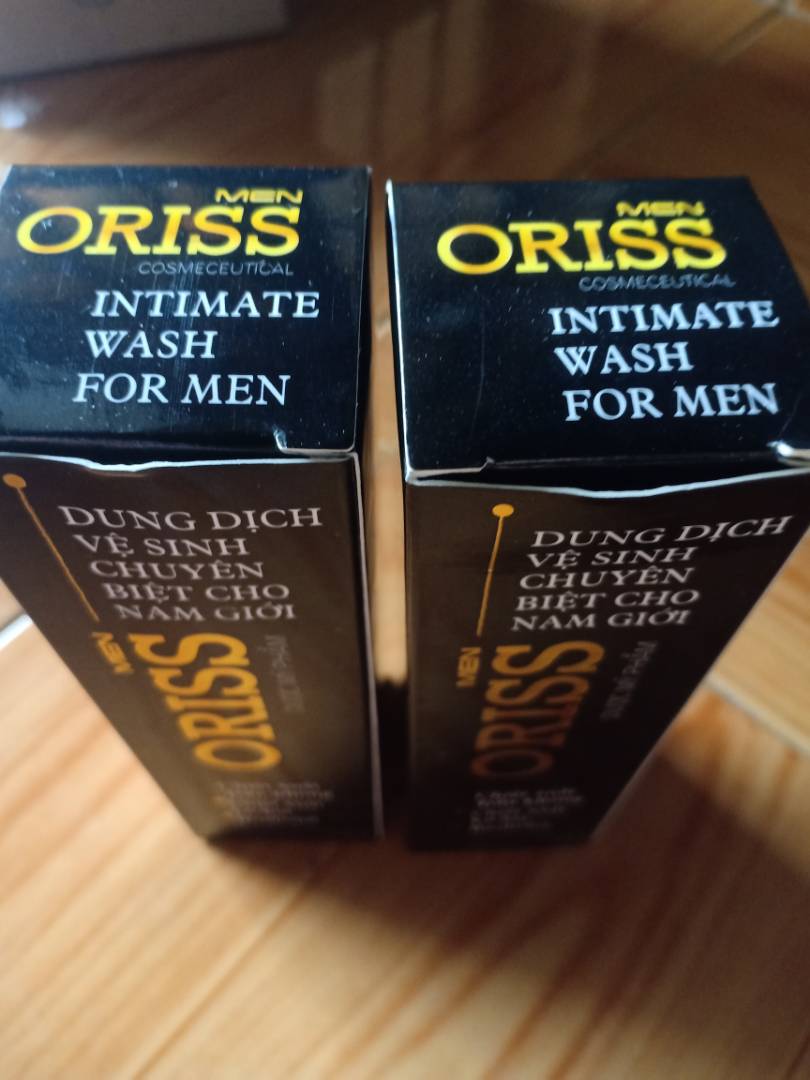 MEN
ORISS
COSMECEUTICAL
INTIMATE
WASH
FOR MEN
DUNG DỊCH
VỆ SINH
CHUYÊN
BIỆT CHO
NAM GIỚI
MEN
ORISS
MEN
ORISS
COSMECEUTICAL
INTIMATE
WASH
FOR MEN
DUNG DỊCH
VỆ SINH
CHUYÊN
BIỆT CHO
NAM GIỚI
MEN
ORISS
PHẨM